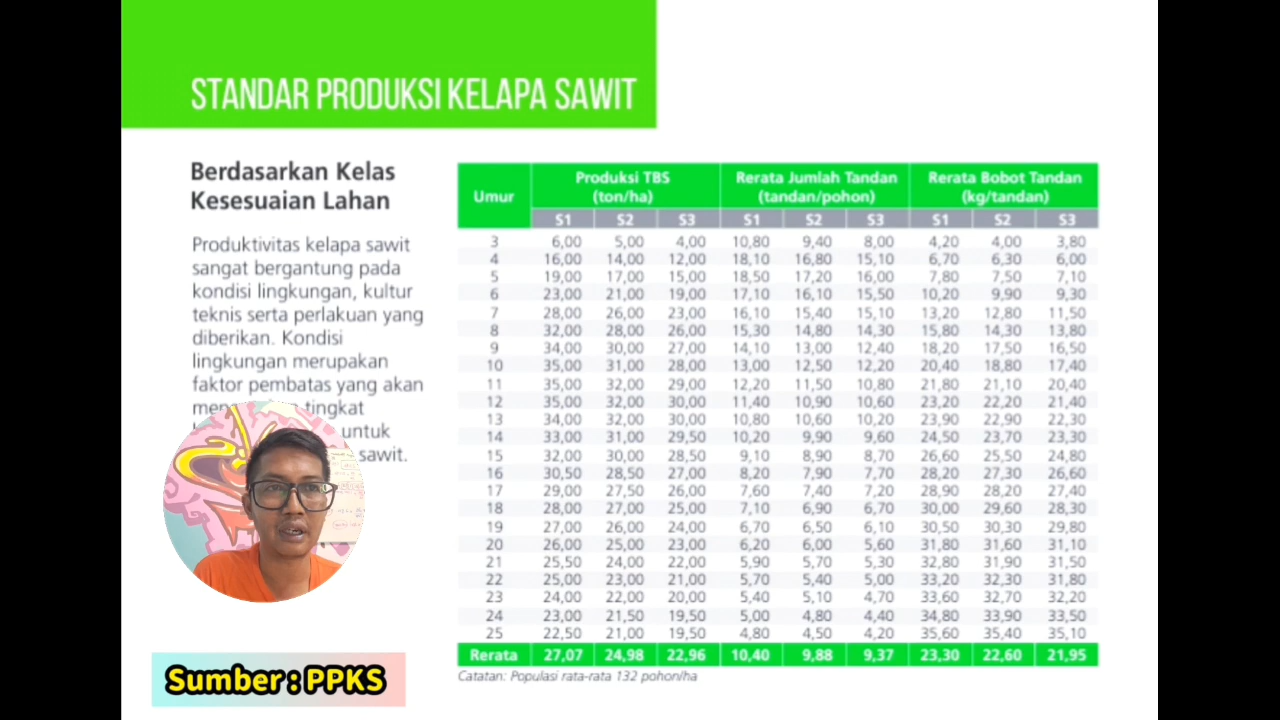 STANDAR PRODUKSI KELAPA SAWIT
Berdasarkan Kelas
Kesesuaian Lahan
Produktivitas kelapa sawit
sangat bergantung pada
kondisi lingkungan, kultur
teknis serta perlakuan yang
diberikan. Kondisi
lingkungan merupakan
faktor pembatas yang akan
tingkat
untuk
sawit.
Umur Produksi TBS (ton/ha) Rerata Jumlah Tandan (tandan/pohon) Rerata Bobot Tandan (kg/tandan)
S1 S2 S3 S1 S2 S3 S1 S2 S3
3 6,00 5,00 4,00 10,80 9,40 8,00 4,20 4,00 3,80
4 16,00 14,00 12,00 18,10 16,80 15,10 6,70 6,30 6,00
5 19,00 17,00 15,00 18,50 17,20 16,00 7,80 7,50 7,10
6 23,00 21,00 19,00 17,10 16,10 15,50 10,20 9,90 9,30
7 28,00 26,00 23,00 16,10 15,40 15,10 13,20 12,80 11,50
8 32,00 28,00 26,00 15,30 14,80 14,30 15,80 14,30 13,80
9 34,00 30,00 27,00 14,10 13,00 12,40 18,20 17,50 16,50
10 35,00 31,00 28,00 13,00 12,50 12,20 20,40 18,80 17,40
11 35,00 32,00 29,00 12,20 11,50 10,80 21,80 21,10 20,40
12 35,00 32,00 30,00 11,40 10,90 10,60 23,20 22,20 21,40
13 34,00 32,00 30,00 10,80 10,60 10,20 23,90 22,90 22,30
14 33,00 31,00 29,50 10,20 9,90 9,60 24,50 23,70 23,30
15 32,00 30,00 28,50 9,10 8,90 8,70 26,60 25,50 24,80
16 30,50 28,50 27,00 8,20 7,90 7,70 28,20 27,30 26,60
17 29,00 27,50 26,00 7,60 7,40 7,20 28,90 28,20 27,40
18 28,00 27,00 25,00 7,10 6,90 6,70 30,00 29,60 28,30
19 27,00 26,00 24,00 6,70 6,50 6,10 30,50 30,30 29,80
20 26,00 25,00 23,00 6,20 6,00 5,60 31,80 31,60 31,10
21 25,50 24,00 22,00 5,90 5,70 5,30 32,80 31,90 31,50
22 25,00 23,00 21,00 5,70 5,40 5,00 33,20 32,30 31,80
23 24,00 22,00 20,00 5,40 5,10 4,70 33,60 32,70 32,20
24 23,00 21,50 19,50 5,00 4,80 4,40 34,80 33,90 33,50
25 22,50 21,00 19,50 4,80 4,50 4,20 35,60 35,40 35,10
Rerata 27,07 24,98 22,96 10,40 9,88 9,37 23,30 22,60 21,95
Catatan: Populasi rata-rata 132 pohon/ha
Sumber : PPKS